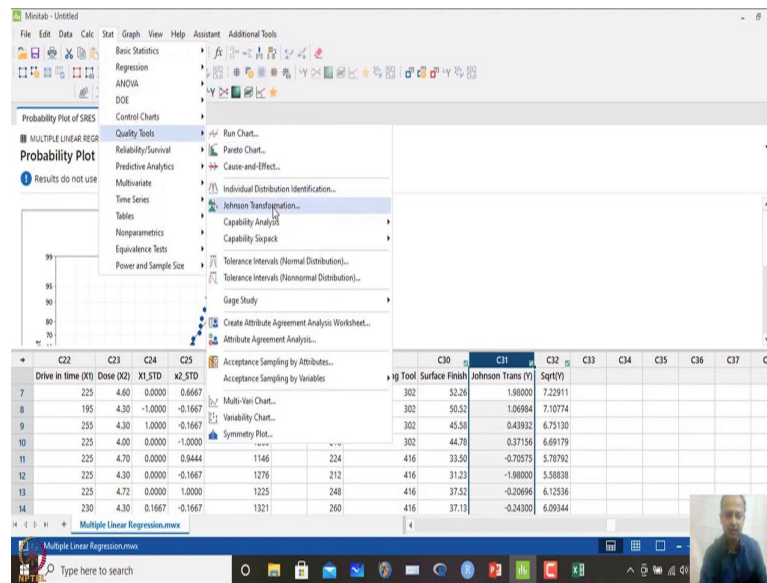 Minitab - Untitled
File Edit Data Calc Stat Graph View Help Assistant Additional Tools
Basic Statistics
Regression
ANOVA
DOE
Control Charts
Quality Tools
Reliability/Survival
Predictive Analytics
Multivariate
Time Series
Tables
Nonparametrics
Equivalence Tests
Power and Sample Size
Run Chart...
Pareto Chart...
Cause-and-Effect...
Individual Distribution Identification...
Johnson Transformation...
Capability Analysis
Capability Sixpack
Tolerance Intervals (Normal Distribution)...
Tolerance Intervals (Nonnormal Distribution)...
Gage Study
Create Attribute Agreement Analysis Worksheet...
Attribute Agreement Analysis...
Acceptance Sampling by Attributes...
Acceptance Sampling by Variables
Multi-Vari Chart...
Variability Chart...
Symmetry Plot...
Probability Plot of SRES
MULTIPLE LINEAR REGR
Probability Plot
Results do not use
99
95
90
80
70
C22 C23 C24 C25 C30 C31 C32 C33 C34 C35 C36 C37
Drive in time (X1) Dose (X2) X1_STD x2_STD ng Tool Surface Finish Johnson Trans (Y) Sqrt(Y)
7 225 4.60 0.0000 0.6667 302 52.26 1.98000 7.22911
8 195 4.30 -1.0000 -0.1667 302 50.52 1.06984 7.10774
9 255 4.30 1.0000 -0.1667 302 45.58 0.43932 6.75130
10 225 4.00 0.0000 -1.0000 302 44.78 0.37156 6.69179
11 225 4.70 0.0000 0.9444 1146 224 416 33.50 -0.70575 5.78792
12 225 4.30 0.0000 -0.1667 1276 212 416 31.23 -1.98000 5.58838
13 225 4.72 0.0000 1.0000 1225 248 416 37.52 -0.20696 6.12536
14 230 4.30 0.1667 -0.1667 1321 260 416 37.13 -0.24300 6.09344
Multiple Linear Regression.mwx
Multiple Linear Regression.mwx
Type here to search
NPTEL